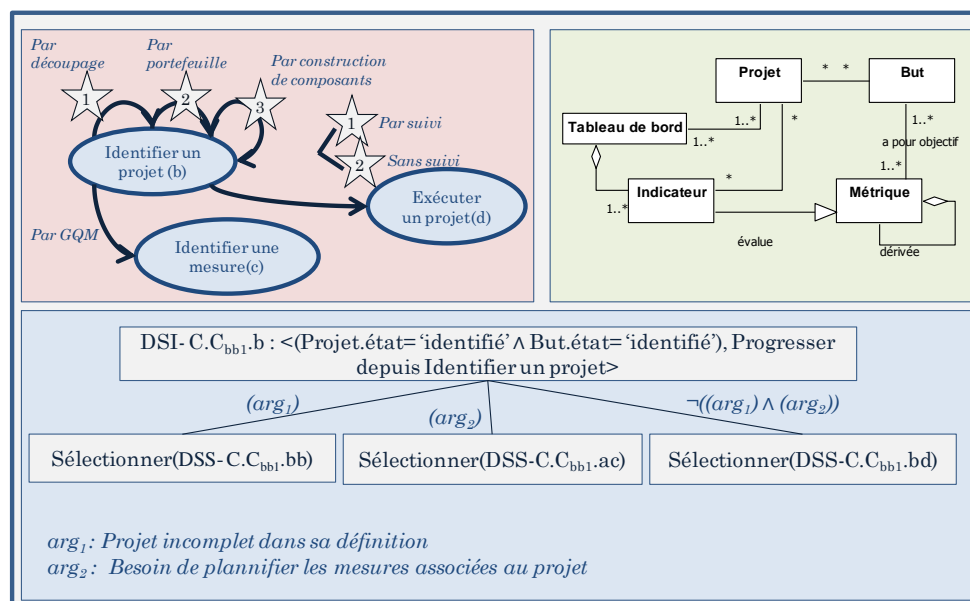 Par
découpage
Par
portefeuille
Par construction
de composants
1
2
3
1
Par suivi
2
Sans suivi
Identifier un
projet (b)
Exécuter
un projet(d)
Par GQM
Identifier une
mesure(c)
Projet
* *
But
1..*
*
1..*
Tableau de bord
1..*
a pour objectif
1..*
Indicateur
*
Métrique
1..*
évalue
dérivée
DSI- C.Cbb1.b : <(Projet.état= ‘identifié’ ∧ But.état= ‘identifié’), Progresser
depuis Identifier un projet>
(arg1)
(arg2)
¬((arg1) ∧ (arg2))
Sélectionner(DSS- C.Cbb1.bb)
Sélectionner(DSS- C.Cbb1.ac)
Sélectionner(DSS- C.Cbb1.bd)
arg1: Projet incomplet dans sa définition
arg2: Besoin de plannifier les mesures associées au projet